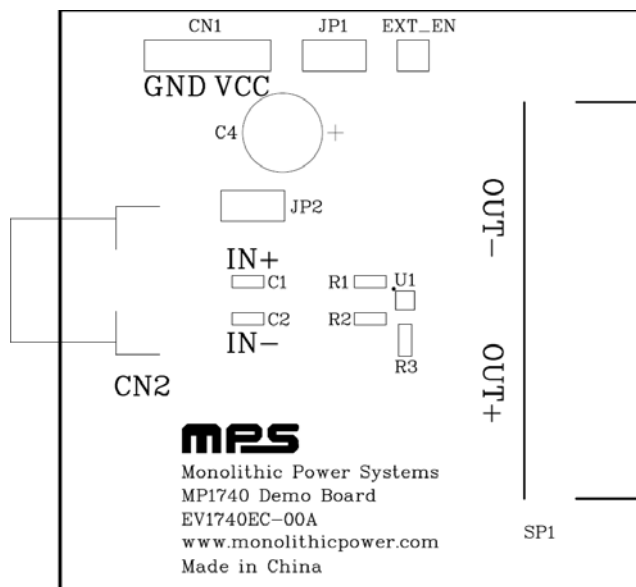 CN1
JP1
EXT_EN
GND VCC
C4
+
JP2
OUT-
IN+
C1
R1
U1
C2
R2
IN-
R3
OUT+
CN2
MPS
Monolithic Power Systems
MP1740 Demo Board
EV1740EC-00A
www.monolithicpower.com
Made in China
SP1